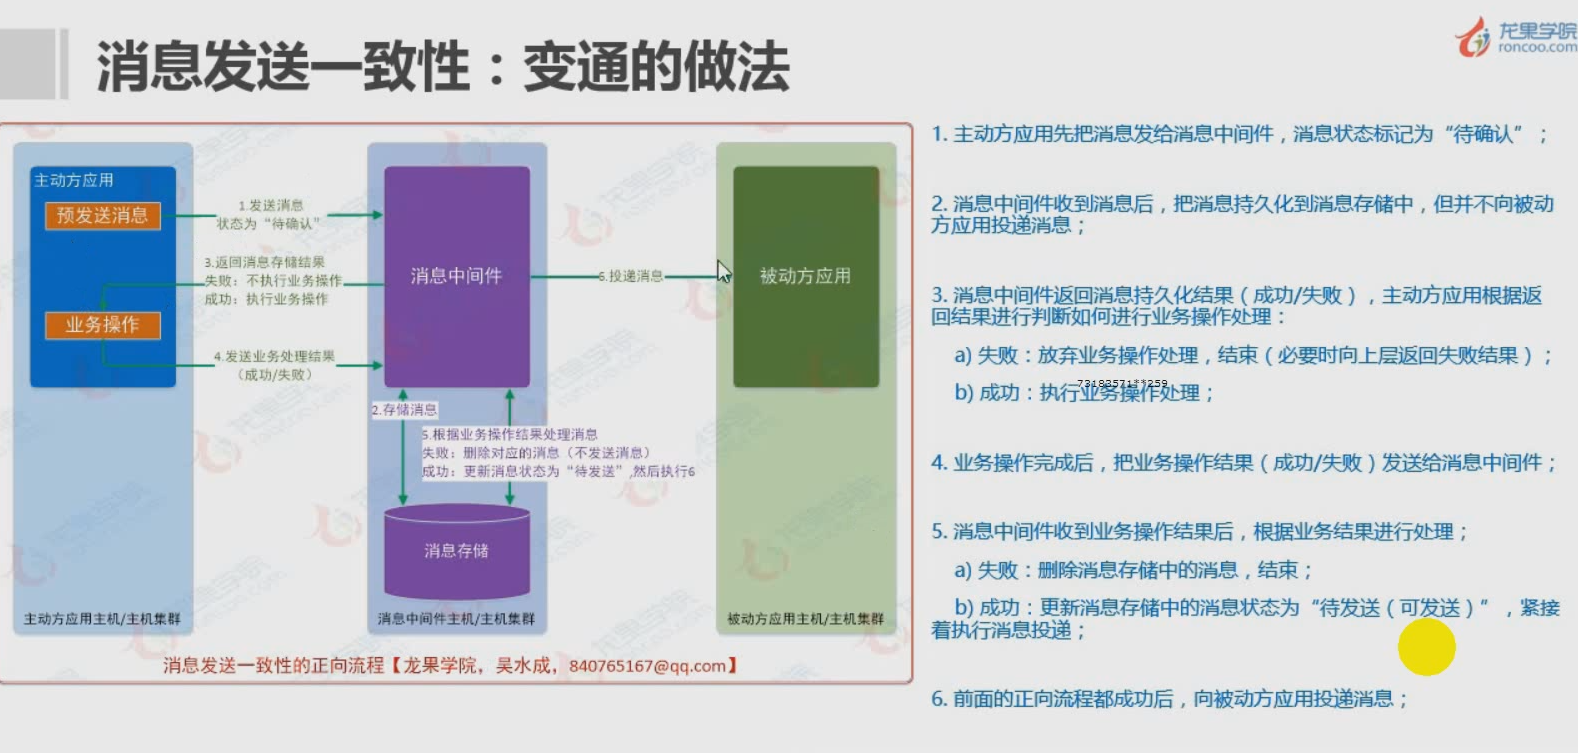 消息发送一致性：变通的做法
龙果学院
roncoo.com
主动方应用
预发送消息
1.发送消息
状态为“待确认”
3.返回消息存储结果
失败：不执行业务操作
成功：执行业务操作
业务操作
4.发送业务处理结果
（成功/失败）
消息中间件
6.投递消息
被动方应用
2.存储消息
5.根据业务操作结果处理消息
失败：删除对应的消息（不发送消息）
成功：更新消息状态为“待发送”,然后执行6
消息存储
主动方应用主机/主机集群
消息中间件主机/主机集群
被动方应用主机/主机集群
消息发送一致性的正向流程【龙果学院，吴水成，840765167@qq.com】
1. 主动方应用先把消息发给消息中间件，消息状态标记为“待确认”；
2. 消息中间件收到消息后，把消息持久化到消息存储中，但并不向被动
方应用投递消息；
3. 消息中间件返回消息持久化结果（成功/失败），主动方应用根据返
回结果进行判断如何进行业务操作处理：
a) 失败：放弃业务操作处理，结束（必要时向上层返回失败结果）；
b) 成功：执行业务操作处理；
73183571**259
4. 业务操作完成后，把业务操作结果（成功/失败）发送给消息中间件；
5. 消息中间件收到业务操作结果后，根据业务结果进行处理；
a) 失败：删除消息存储中的消息，结束；
b) 成功：更新消息存储中的消息状态为“待发送（可发送）”，紧接
着执行消息投递；
6. 前面的正向流程都成功后，向被动方应用投递消息；